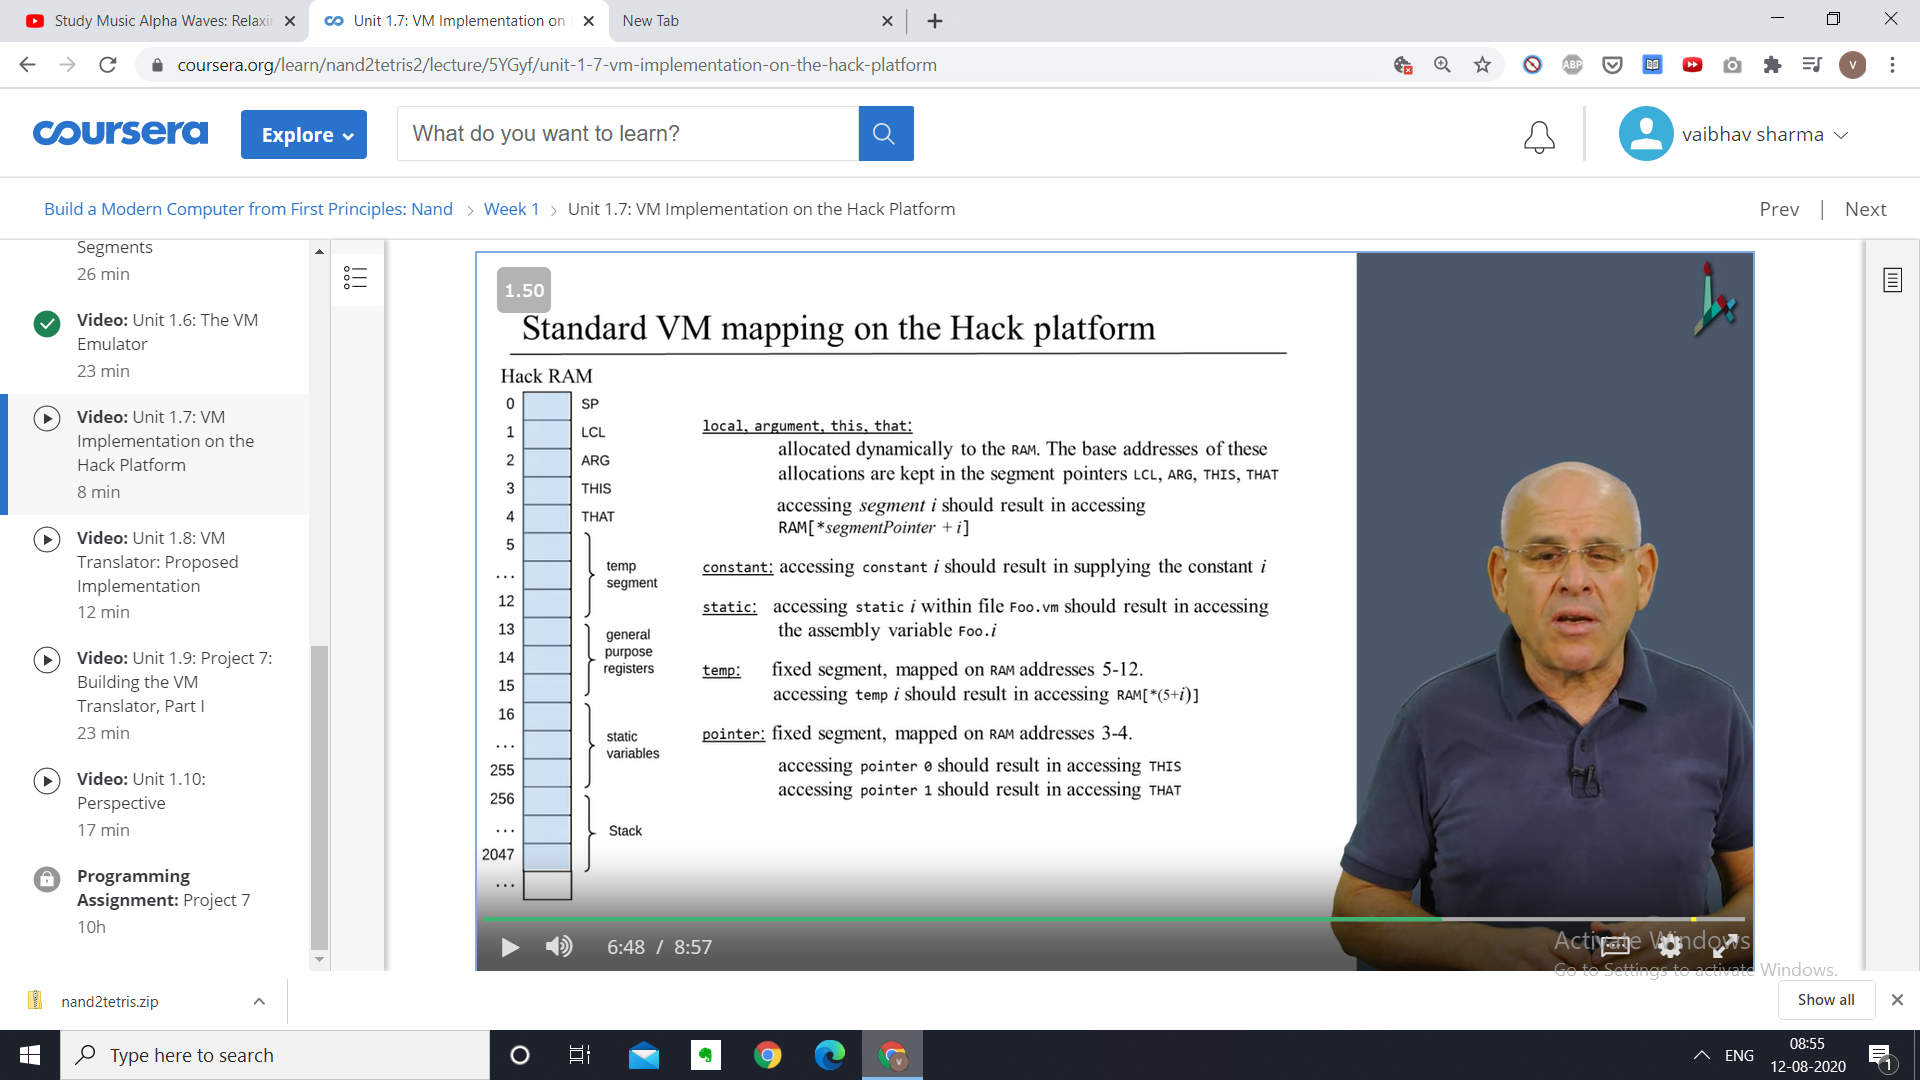 Study Music Alpha Waves: Relaxi
Unit 1.7: VM Implementation on
New Tab
coursera.org/learn/nand2tetris2/lecture/5YGyf/unit-1-7-vm-implementation-on-the-hack-platform
ABP
V
coursera
Explore
What do you want to learn?
vaibhav sharma
Build a Modern Computer from First Principles: Nand > Week 1 > Unit 1.7: VM Implementation on the Hack Platform
Prev | Next
Segments
26 min
Video: Unit 1.6: The VM
Emulator
23 min
Video: Unit 1.7: VM
Implementation on the
Hack Platform
8 min
Video: Unit 1.8: VM
Translator: Proposed
Implementation
12 min
Video: Unit 1.9: Project 7:
Building the VM
Translator, Part I
23 min
Video: Unit 1.10:
Perspective
17 min
Programming
Assignment: Project 7
10h
1.50
Standard VM mapping on the Hack platform
Hack RAM
0 SP
1 LCL
2 ARG
3 THIS
4 THAT
5
...
12
temp
segment
13
14
15
general
purpose
registers
16
...
255
static
variables
256
...
2047
Stack
...
local, argument, this, that:
allocated dynamically to the RAM. The base addresses of these
allocations are kept in the segment pointers LCL, ARG, THIS, THAT
accessing segment i should result in accessing
RAM[*segmentPointer + i]
constant: accessing constant i should result in supplying the constant i
static: accessing static i within file Foo.vm should result in accessing
the assembly variable Foo.i
temp: fixed segment, mapped on RAM addresses 5-12.
accessing temp i should result in accessing RAM[*(5+i)]
pointer: fixed segment, mapped on RAM addresses 3-4.
accessing pointer 0 should result in accessing THIS
accessing pointer 1 should result in accessing THAT
6:48 / 8:57
Activate Windows
Go to Settings to activate Windows.
nand2tetris.zip
Show all
Type here to search
V
ENG
08:55
12-08-2020
1